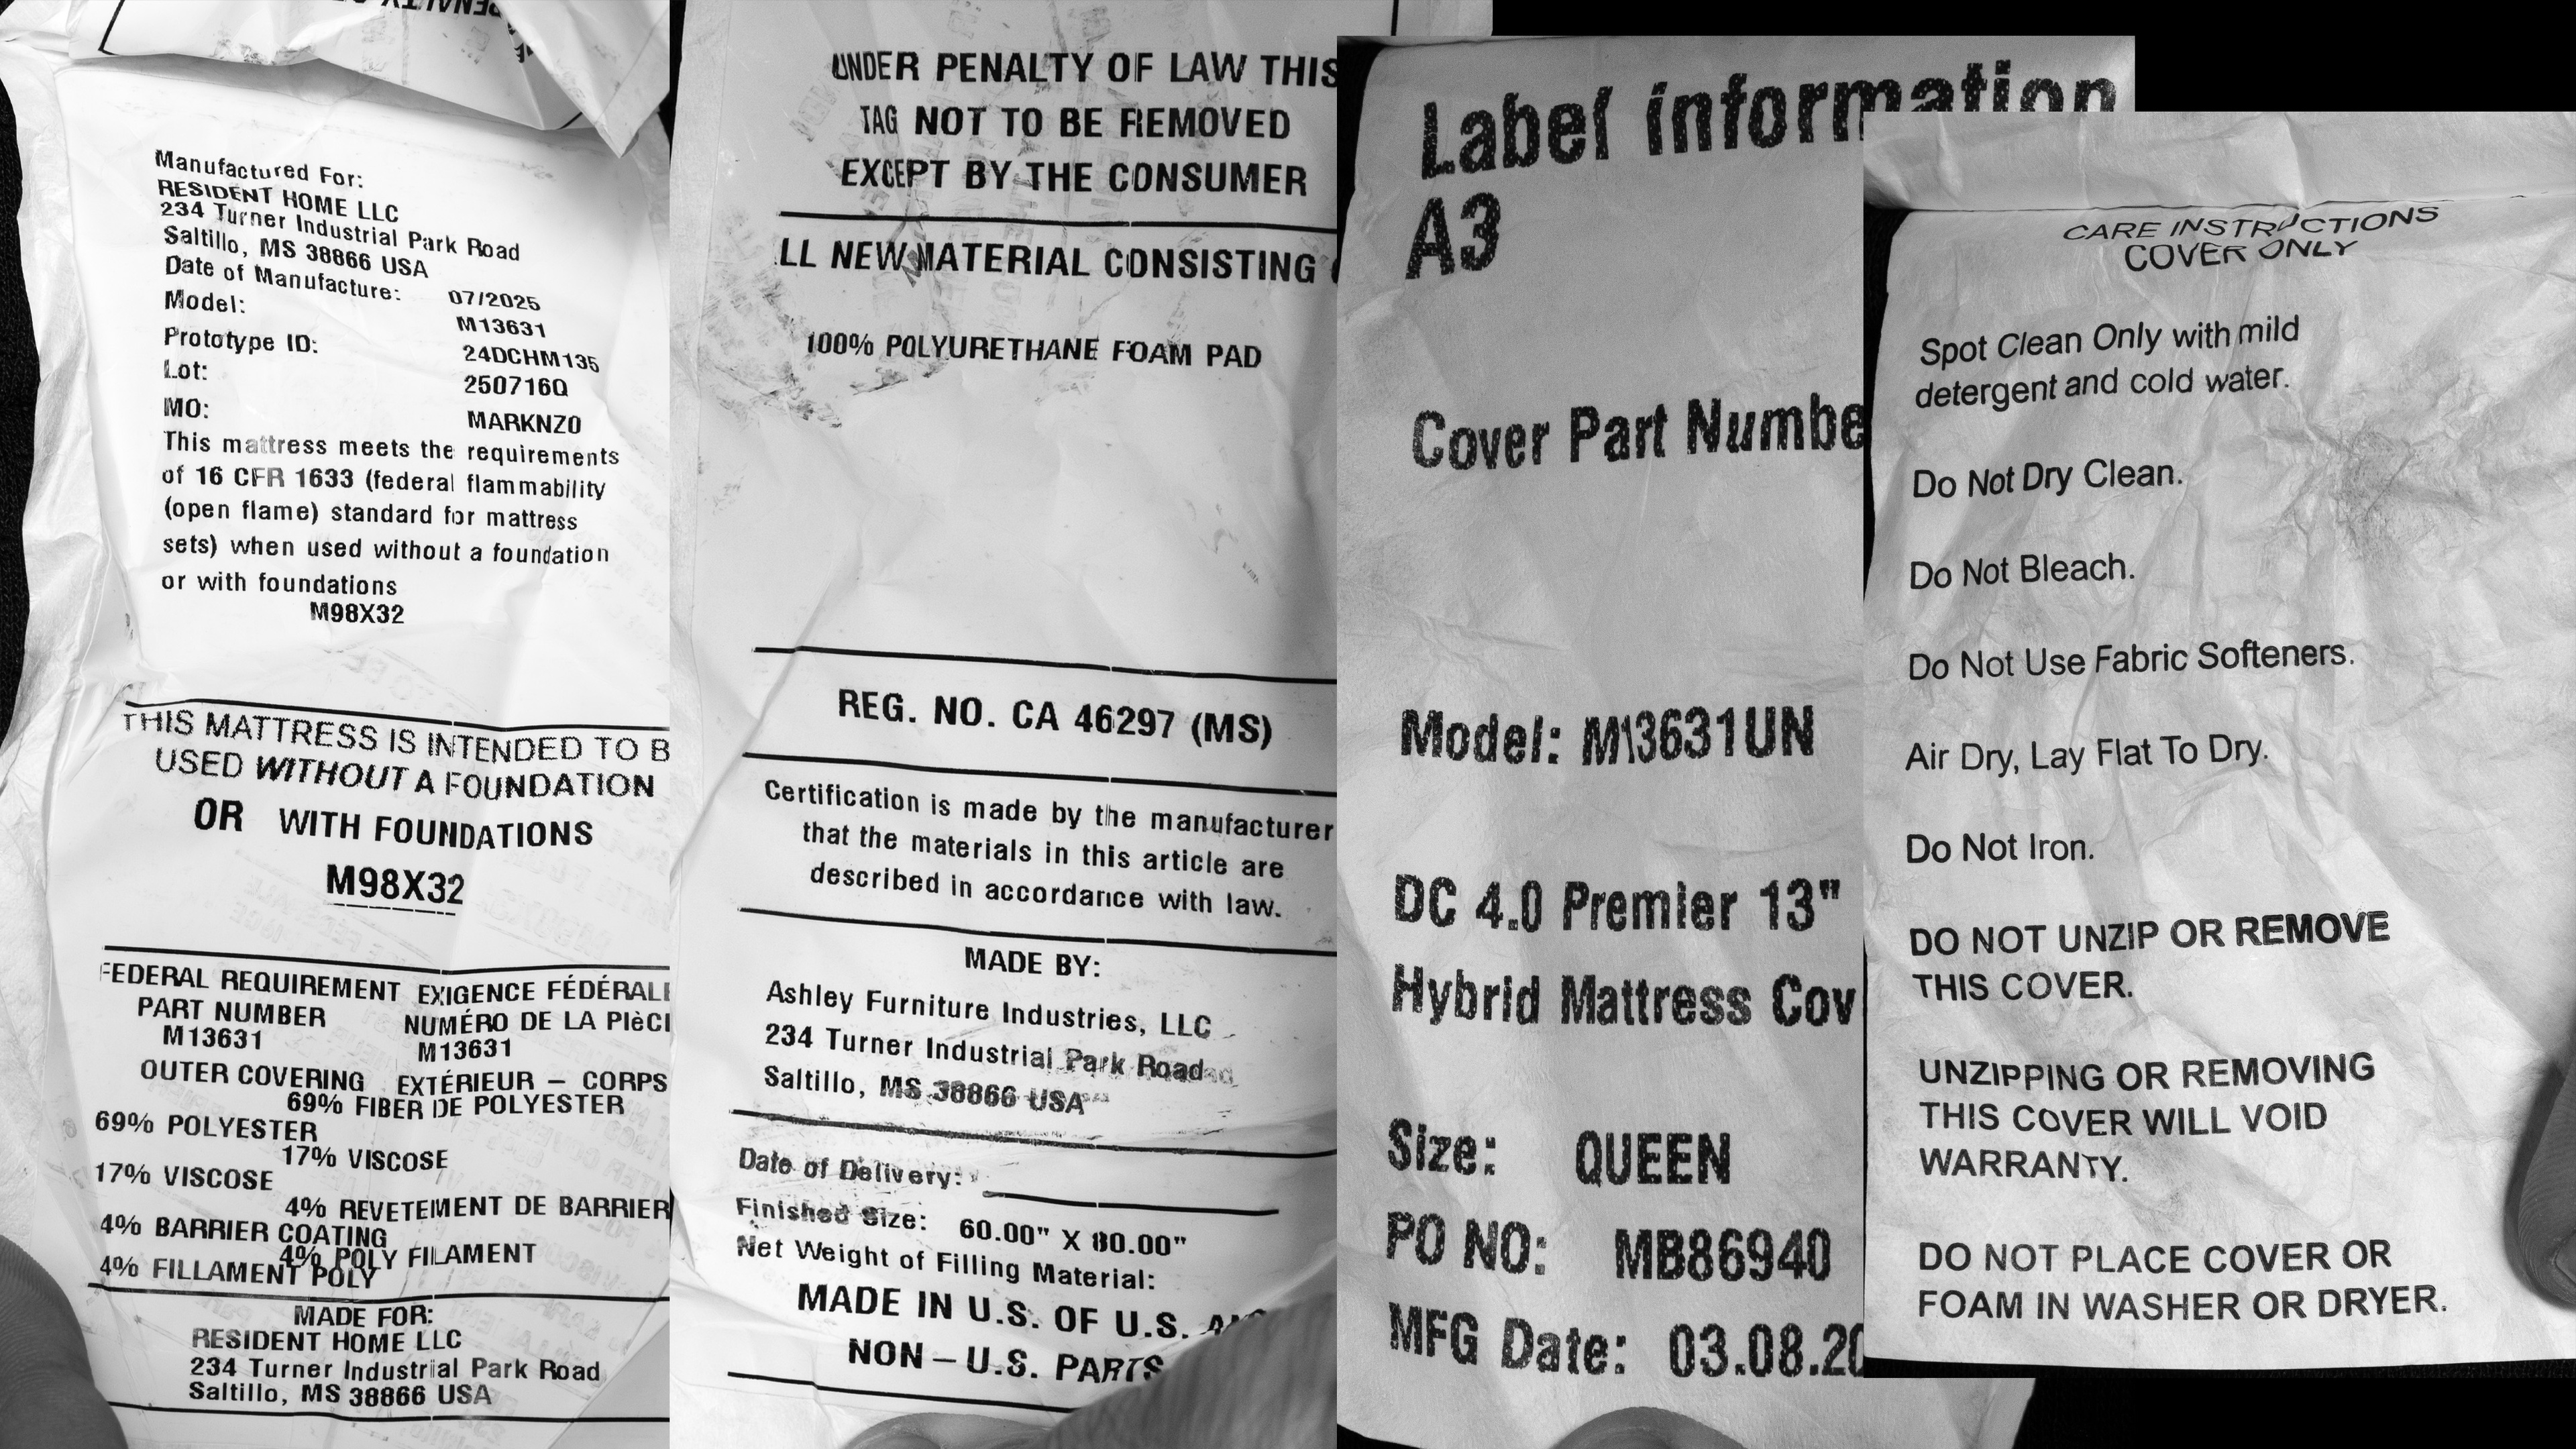 PENALTY
Manufactured For:
RESIDENT HOME LLC
234 Turner Industrial Park Road
Saltillo, MS 38866 USA
Date of Manufacture: 07/2025
Model: M13631
Prototype ID: 24DCHM135
Lot: 250716Q
MO: MARKNZ0
This mattress meets the requirements
of 16 CFR 1633 (federal flammability
(open flame) standard for mattress
sets) when used without a foundation
or with foundations
M98X32
THIS MATTRESS IS INTENDED TO B
USED WITHOUT A FOUNDATION
OR WITH FOUNDATIONS
M98X32
FEDERAL REQUIREMENT EXIGENCE FÉDÉRALE
PART NUMBER NUMÉRO DE LA PIèCI
M13631 M13631
OUTER COVERING EXTÉRIEUR – CORPS
69% FIBER DE POLYESTER
69% POLYESTER
17% VISCOSE
17% VISCOSE
4% REVETEMENT DE BARRIER
4% BARRIER COATING
4% POLY FILAMENT
4% FILLAMENT POLY
MADE FOR:
RESIDENT HOME LLC
234 Turner Industrial Park Road
Saltillo, MS 38866 USA
UNDER PENALTY OF LAW THIS
TAG NOT TO BE REMOVED
EXCEPT BY THE CONSUMER
LL NEW MATERIAL CONSISTING
100% POLYURETHANE FOAM PAD
REG. NO. CA 46297 (MS)
Certification is made by the manufacturer
that the materials in this article are
described in accordance with law.
MADE BY:
Ashley Furniture Industries, LLC
234 Turner Industrial Park Road
Saltillo, MS 38866 USA
Date of Delivery:
Finished Size: 60.00" X 80.00"
Net Weight of Filling Material:
MADE IN U.S. OF U.S.
NON – U.S. PARTS
Label information
A3
Cover Part Numbe
Model: M13631UN
DC 4.0 Premier 13"
Hybrid Mattress Cov
Size: QUEEN
PO NO: MB86940
MFG Date: 03.08.20
CARE INSTRUCTIONS
COVER ONLY
Spot Clean Only with mild
detergent and cold water.
Do Not Dry Clean.
Do Not Bleach.
Do Not Use Fabric Softeners.
Air Dry, Lay Flat To Dry.
Do Not Iron.
DO NOT UNZIP OR REMOVE
THIS COVER.
UNZIPPING OR REMOVING
THIS COVER WILL VOID
WARRANTY.
DO NOT PLACE COVER OR
FOAM IN WASHER OR DRYER.